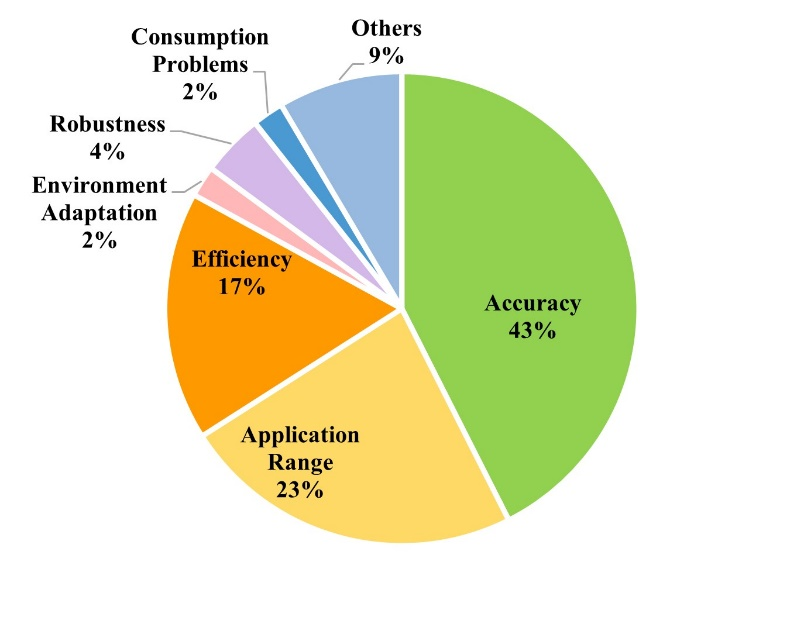 Others
9%
Consumption
Problems
2%
Robustness
4%
Environment
Adaptation
2%
Efficiency
17%
Accuracy
43%
Application
Range
23%